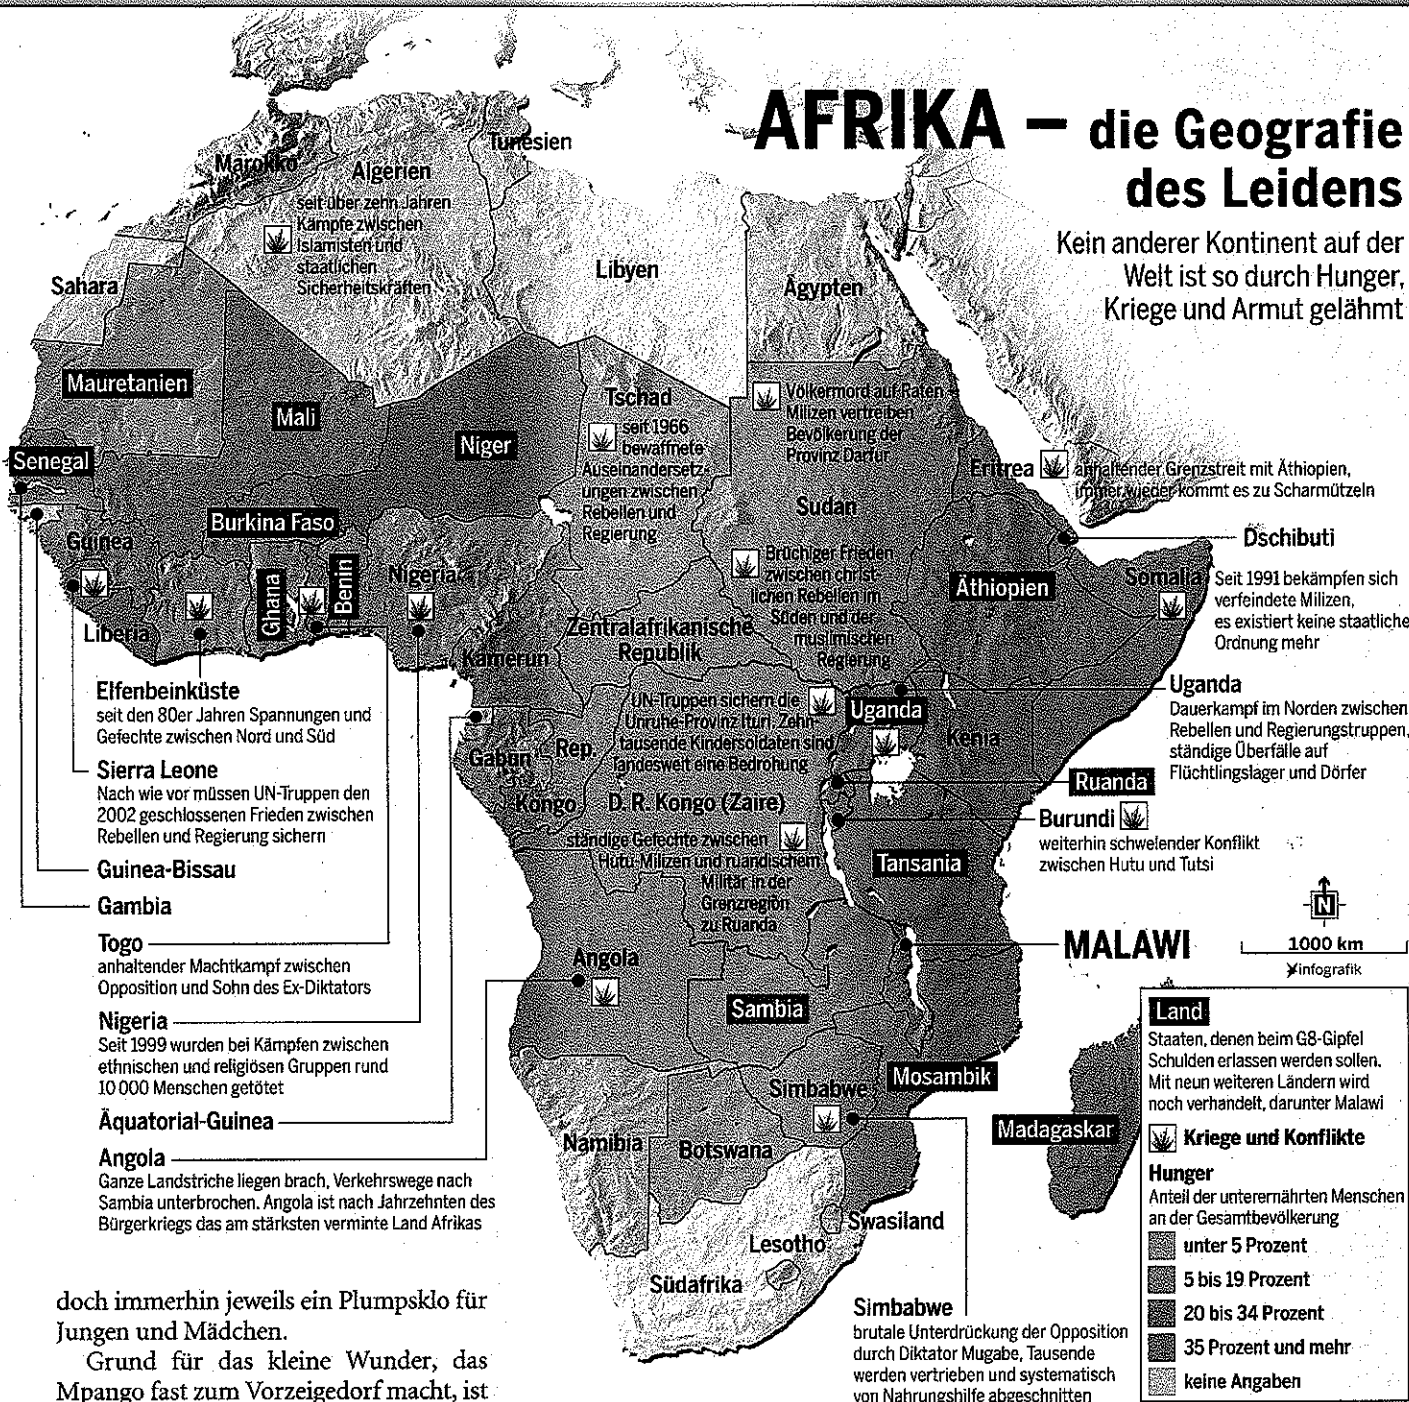 AFRIKA – die Geografie
des Leidens
Kein anderer Kontinent auf der
Welt ist so durch Hunger,
Kriege und Armut gelähmt
Tunesien
Marokko
Algerien
seit über zehn Jahren
Kämpfe zwischen
Islamisten und
staatlichen
Sicherheitskräften
Libyen
Ägypten
Sahara
Mauretanien
Mali
Niger
Tschad
seit 1966
bewaffnete
Auseinandersetz-
ungen zwischen
Rebellen und
Regierung
Völkermord auf Raten
Milizen vertreiben
Bevölkerung der
Provinz Darfur
Sudan
Brüchiger Frieden
zwischen christ-
lichen Rebellen im
Süden und der
muslimischen
Regierung
Eritrea
anhaltender Grenzstreit mit Äthiopien,
immer wieder kommt es zu Scharmützeln
Dschibuti
Äthiopien
Somalia
Seit 1991 bekämpfen sich
verfeindete Milizen,
es existiert keine staatliche
Ordnung mehr
Senegal
Burkina Faso
Guinea
Ghana
Benin
Nigeria
Liberia
Zentralafrikanische
Republik
Kamerun
Elfenbeinküste
seit den 80er Jahren Spannungen und
Gefechte zwischen Nord und Süd
Sierra Leone
Nach wie vor müssen UN-Truppen den
2002 geschlossenen Frieden zwischen
Rebellen und Regierung sichern
Guinea-Bissau
Gambia
Togo
anhaltender Machtkampf zwischen
Opposition und Sohn des Ex-Diktators
Nigeria
Seit 1999 wurden bei Kämpfen zwischen
ethnischen und religiösen Gruppen rund
10 000 Menschen getötet
Äquatorial-Guinea
Angola
Ganze Landstriche liegen brach, Verkehrswege nach
Sambia unterbrochen. Angola ist nach Jahrzehnten des
Bürgerkriegs das am stärksten verminte Land Afrikas
Gabun
Rep.
Kongo
UN-Truppen sichern die
Unruhe-Provinz Ituri. Zehn-
tausende Kindersoldaten sind
landesweit eine Bedrohung
D. R. Kongo (Zaire)
ständige Gefechte zwischen
Hutu-Milizen und ruandischem
Militär in der
Grenzregion
zu Ruanda
Uganda
Kenia
Uganda
Dauerkampf im Norden zwischen
Rebellen und Regierungstruppen,
ständige Überfälle auf
Flüchtlingslager und Dörfer
Ruanda
Burundi
weiterhin schwelender Konflikt
zwischen Hutu und Tutsi
Tansania
MALAWI
Angola
Sambia
Simbabwe
Mosambik
Namibia
Botswana
Madagaskar
Swasiland
Lesotho
Südafrika
Simbabwe
brutale Unterdrückung der Opposition
durch Diktator Mugabe, Tausende
werden vertrieben und systematisch
von Nahrungshilfe abgeschnitten
N
1000 km
infografik
Land
Staaten, denen beim G8-Gipfel
Schulden erlassen werden sollen.
Mit neun weiteren Ländern wird
noch verhandelt, darunter Malawi
Kriege und Konflikte
Hunger
Anteil der unterernährten Menschen
an der Gesamtbevölkerung
unter 5 Prozent
5 bis 19 Prozent
20 bis 34 Prozent
35 Prozent und mehr
keine Angaben
doch immerhin jeweils ein Plumpsklo für
Jungen und Mädchen.
Grund für das kleine Wunder, das
Mpango fast zum Vorzeigedorf macht, ist